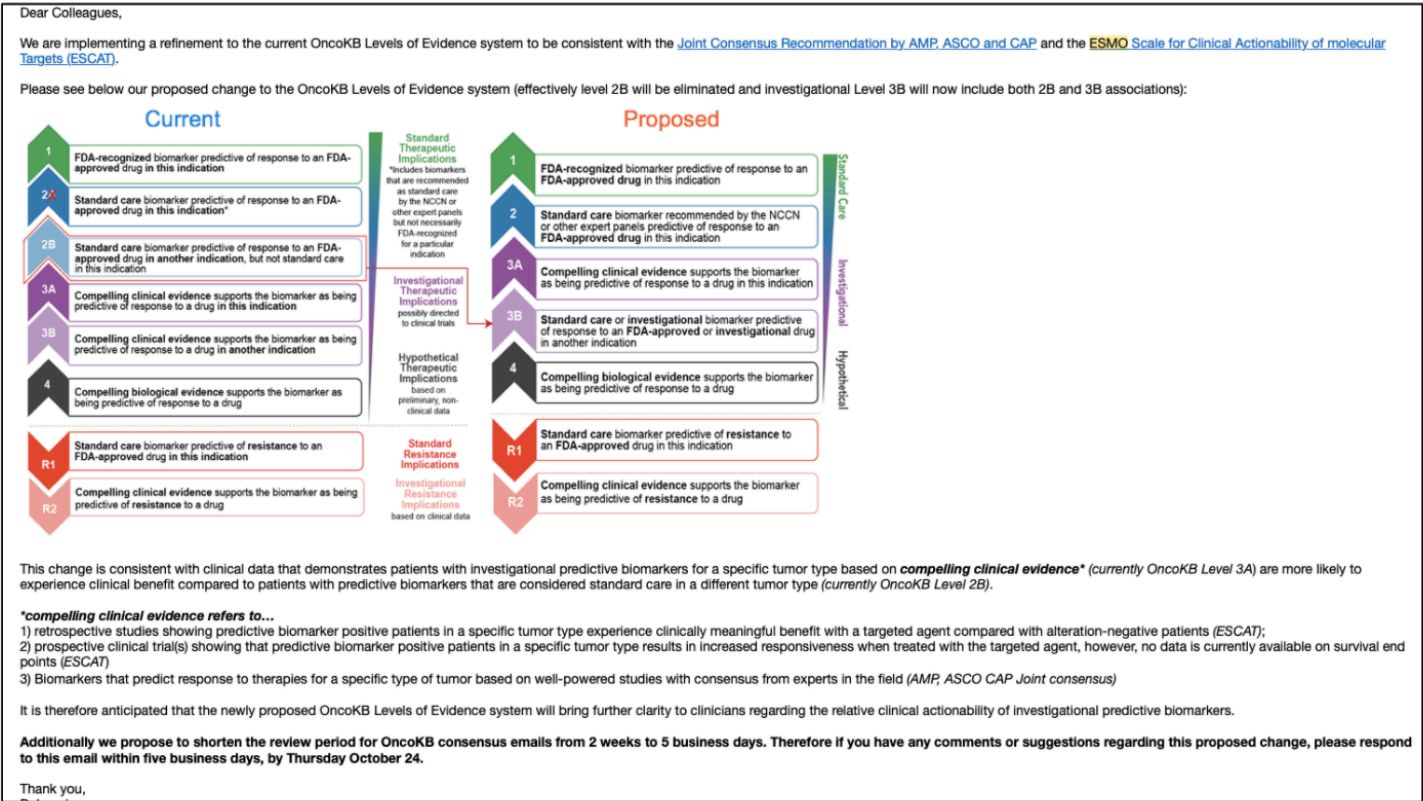 Dear Colleagues,
We are implementing a refinement to the current OncoKB Levels of Evidence system to be consistent with the Joint Consensus Recommendation by AMP, ASCO and CAP and the ESMO Scale for Clinical Actionability of molecular
Targets (ESCAT).
Please see below our proposed change to the OncoKB Levels of Evidence system (effectively level 2B will be eliminated and investigational Level 3B will now include both 2B and 3B associations):
Current
1
FDA-recognized biomarker predictive of response to an FDA-
approved drug in this indication
2A
Standard care biomarker predictive of response to an FDA-
approved drug in this indication*
2B
Standard care biomarker predictive of response to an FDA-
approved drug in another indication, but not standard care
in this indication
3A
Compelling clinical evidence supports the biomarker as being
predictive of response to a drug in this indication
3B
Compelling clinical evidence supports the biomarker as being
predictive of response to a drug in another indication
4
Compelling biological evidence supports the biomarker as
being predictive of response to a drug
R1
Standard care biomarker predictive of resistance to an
FDA-approved drug in this indication
R2
Compelling clinical evidence supports the biomarker as being
predictive of resistance to a drug
Standard
Therapeutic
Implications
*Includes biomarkers
that are recommended
as standard care
by the NCCN or
other expert panels
but not necessarily
FDA-recognized
for a particular
indication
Investigational
Therapeutic
Implications
possibly directed
to clinical trials
Hypothetical
Therapeutic
Implications
based on
preliminary, non-
clinical data
Standard
Resistance
Implications
Investigational
Resistance
Implications
based on clinical data
Proposed
1
FDA-recognized biomarker predictive of response to an
FDA-approved drug in this indication
2
Standard care biomarker recommended by the NCCN
or other expert panels predictive of response to an
FDA-approved drug in this indication
3A
Compelling clinical evidence supports the biomarker
as being predictive of response to a drug in this indication
3B
Standard care or investigational biomarker predictive
of response to an FDA-approved or investigational drug
in another indication
4
Compelling biological evidence supports the biomarker
as being predictive of response to a drug
R1
Standard care biomarker predictive of resistance to
an FDA-approved drug in this indication
R2
Compelling clinical evidence supports the biomarker
as being predictive of resistance to a drug
Standard Care
Investigational
Hypothetical
This change is consistent with clinical data that demonstrates patients with investigational predictive biomarkers for a specific tumor type based on compelling clinical evidence* (currently OncoKB Level 3A) are more likely to
experience clinical benefit compared to patients with predictive biomarkers that are considered standard care in a different tumor type (currently OncoKB Level 2B).
*compelling clinical evidence refers to…
1) retrospective studies showing predictive biomarker positive patients in a specific tumor type experience clinically meaningful benefit with a targeted agent compared with alteration-negative patients (ESCAT);
2) prospective clinical trial(s) showing that predictive biomarker positive patients in a specific tumor type results in increased responsiveness when treated with the targeted agent, however, no data is currently available on survival end
points (ESCAT)
3) Biomarkers that predict response to therapies for a specific type of tumor based on well-powered studies with consensus from experts in the field (AMP, ASCO CAP Joint consensus)
It is therefore anticipated that the newly proposed OncoKB Levels of Evidence system will bring further clarity to clinicians regarding the relative clinical actionability of investigational predictive biomarkers.
Additionally we propose to shorten the review period for OncoKB consensus emails from 2 weeks to 5 business days. Therefore if you have any comments or suggestions regarding this proposed change, please respond
to this email within five business days, by Thursday October 24.
Thank you,